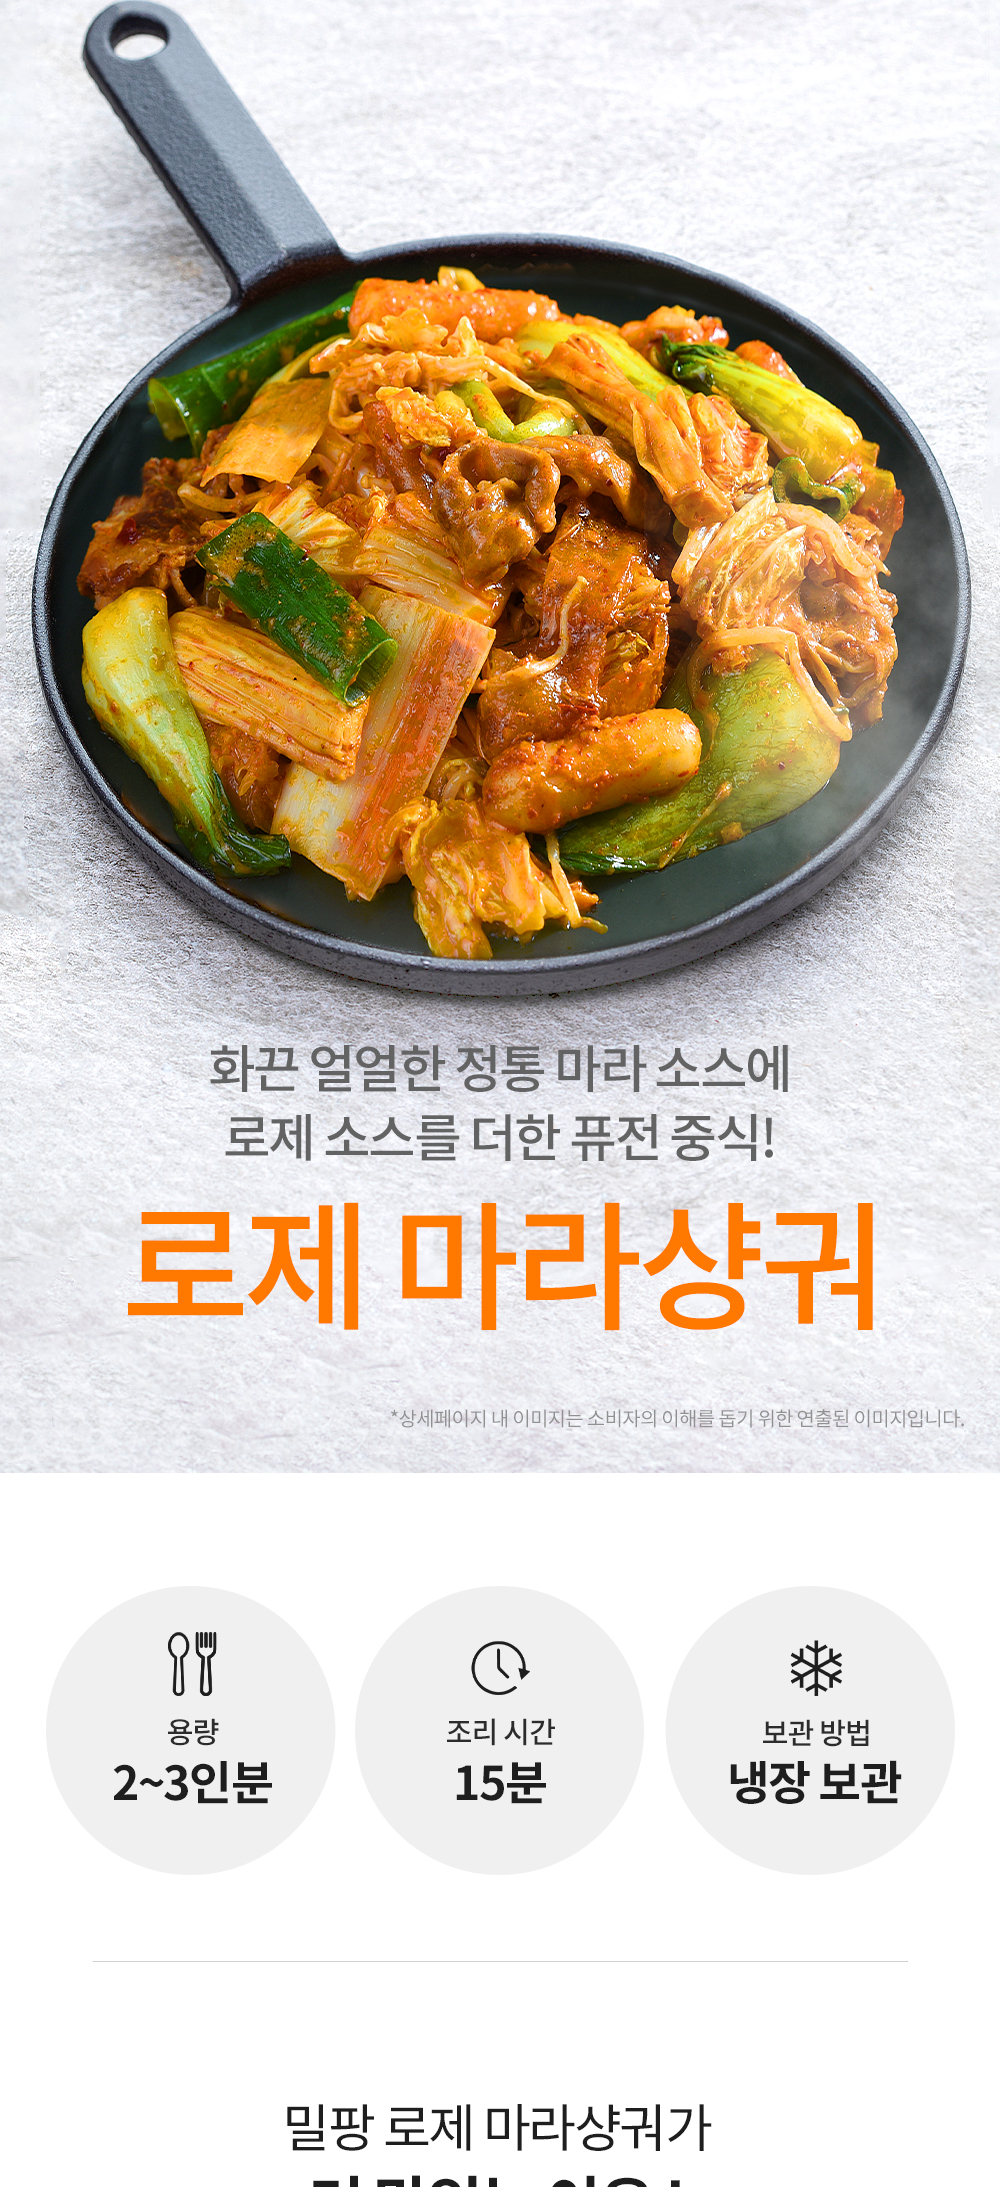 화끈 얼얼한 정통 마라 소스에
로제 소스를 더한 퓨전 중식!
로제 마라샹궈
*상세페이지 내 이미지는 소비자의 이해를 돕기 위한 연출된 이미지입니다.
용량
2~3인분
조리 시간
15분
보관 방법
냉장 보관
밀팡 로제 마라샹궈가